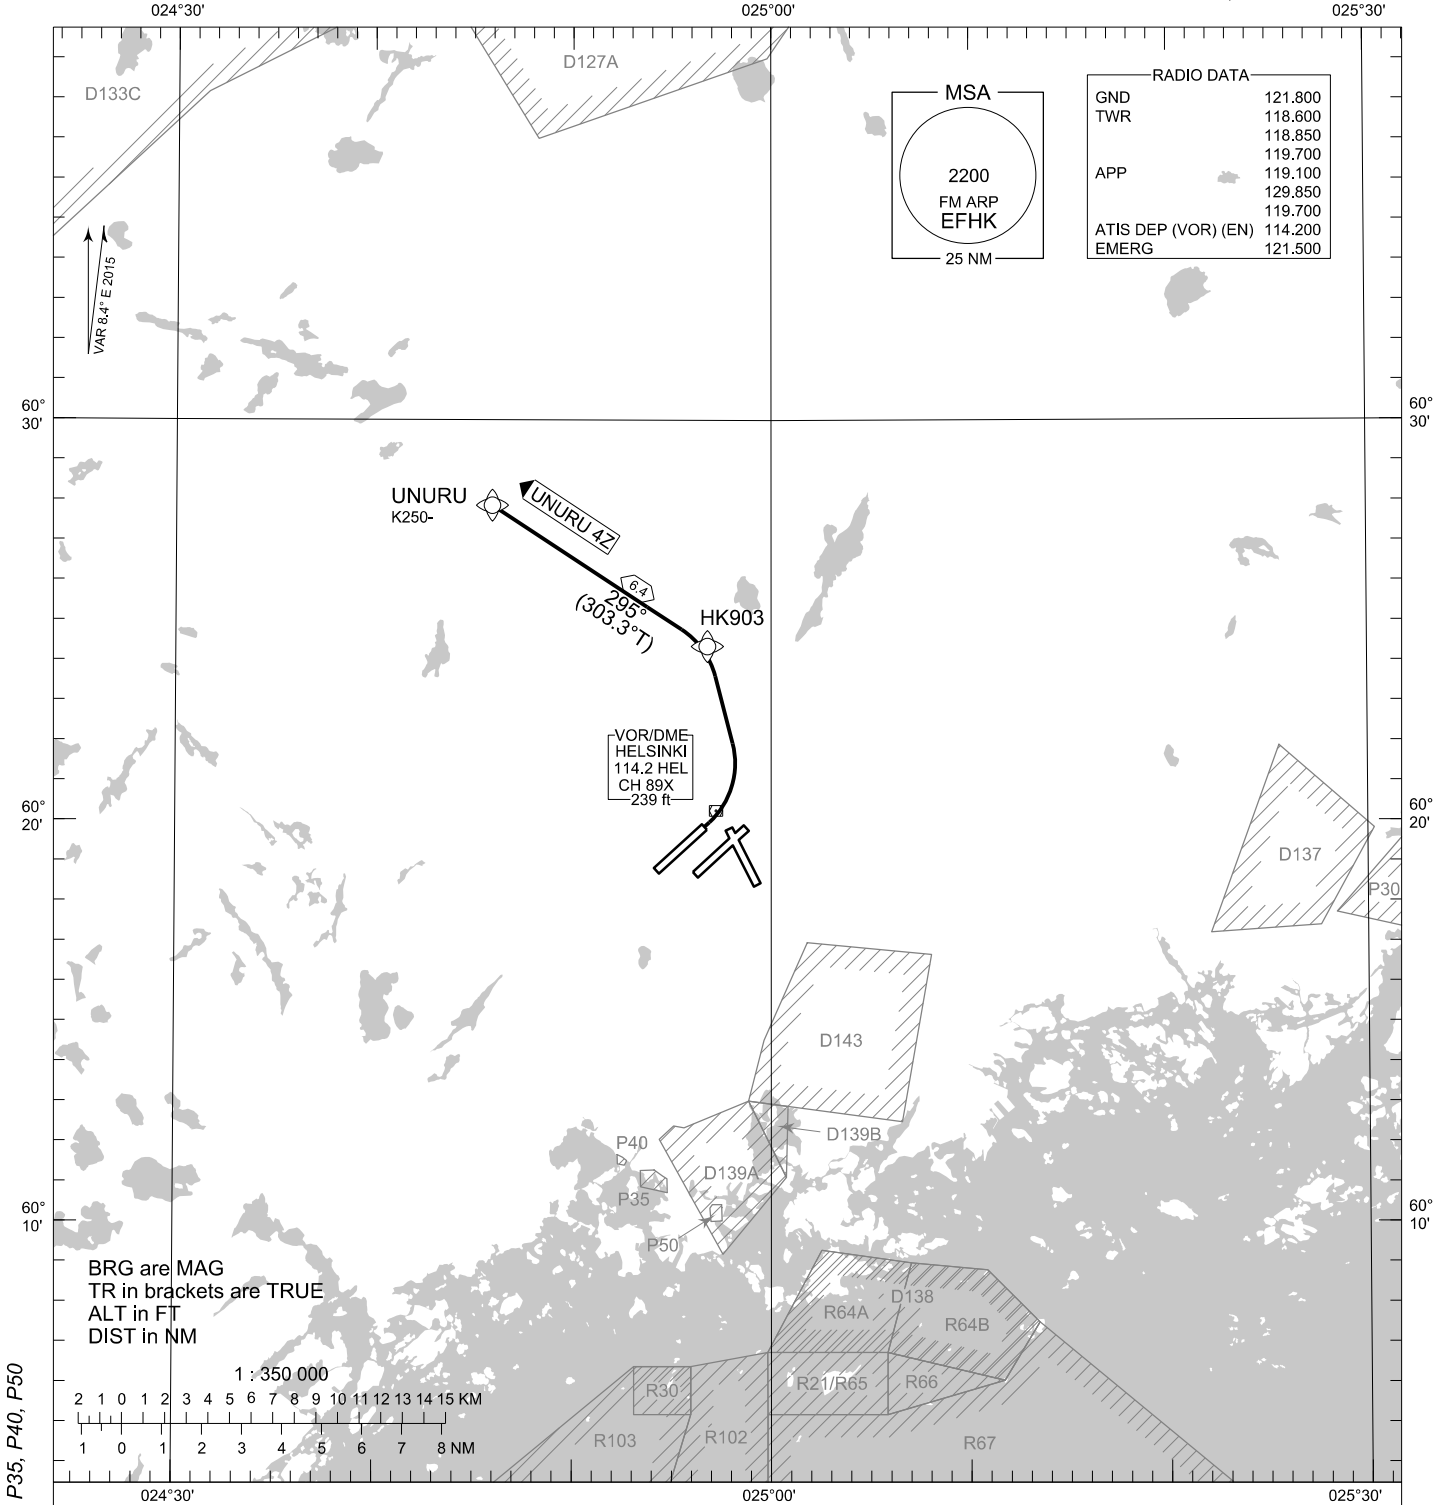 024°30'
025°00'
025°30'
D133C
D127A
MSA
2200
FM ARP
EFHK
25 NM
RADIO DATA
GND 121.800
TWR 118.600
118.850
119.700
APP 119.100
129.850
119.700
ATIS DEP (VOR) (EN) 114.200
EMERG 121.500
VAR 8.4° E 2015
60°
30'
60°
30'
UNURU
K250-
UNURU 4Z
6.4
295°
(303.3°T)
HK903
VOR/DME
HELSINKI
114.2 HEL
CH 89X
239 ft
60°
20'
60°
20'
D137
P30
D143
D139B
P40
D139A
P35
P50
60°
10'
60°
10'
BRG are MAG
TR in brackets are TRUE
ALT in FT
DIST in NM
D138
R64A
R64B
1 : 350 000
2 1 0 1 2 3 4 5 6 7 8 9 10 11 12 13 14 15 KM
1 0 1 2 3 4 5 6 7 8 NM
R30
R21/R65
R66
R103
R102
R67
P35, P40, P50
024°30'
025°00'
025°30'